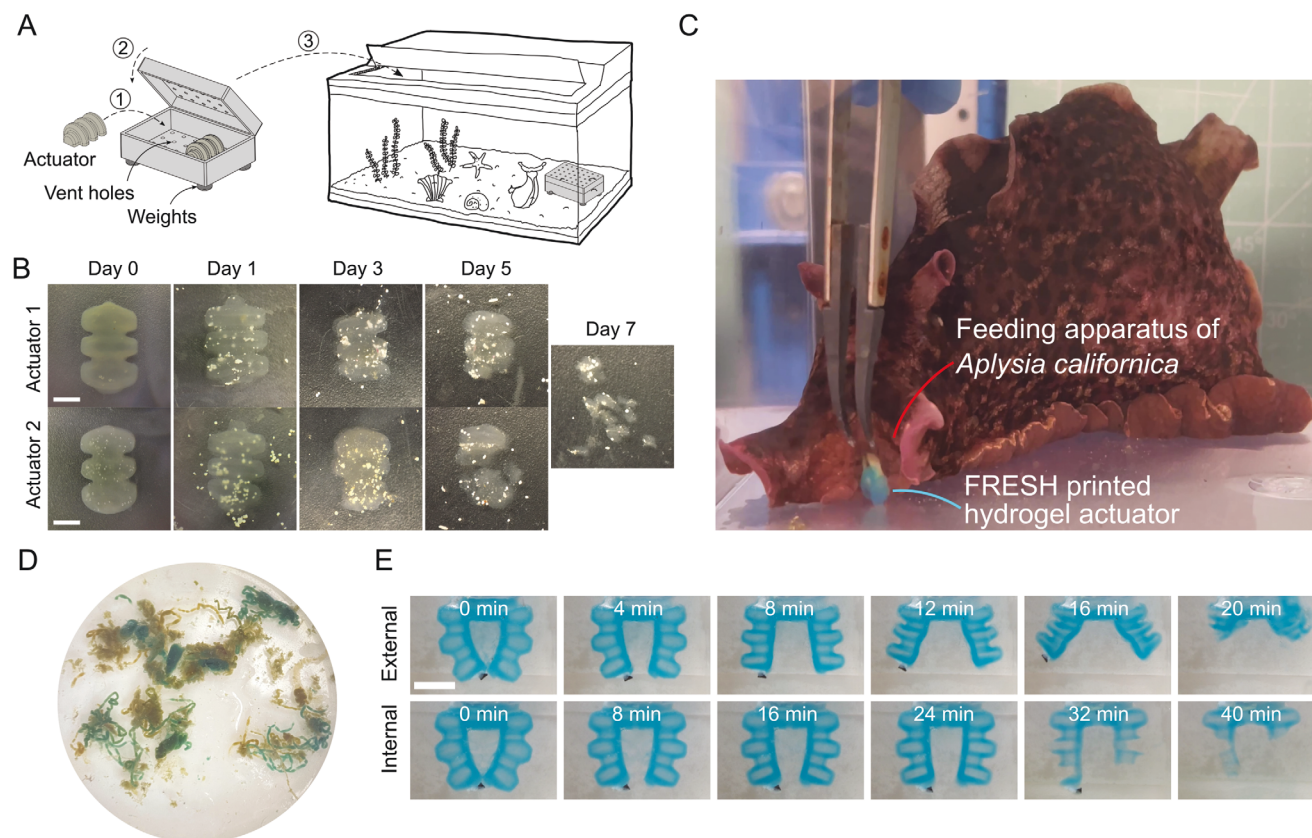 A
②
③
①
Actuator
Vent holes
Weights
B
Day 0
Day 1
Day 3
Day 5
Day 7
Actuator 1
Actuator 2
C
45°
30°
Feeding apparatus of
Aplysia californica
FRESH printed
hydrogel actuator
D
E
External
0 min
4 min
8 min
12 min
16 min
20 min
Internal
0 min
8 min
16 min
24 min
32 min
40 min